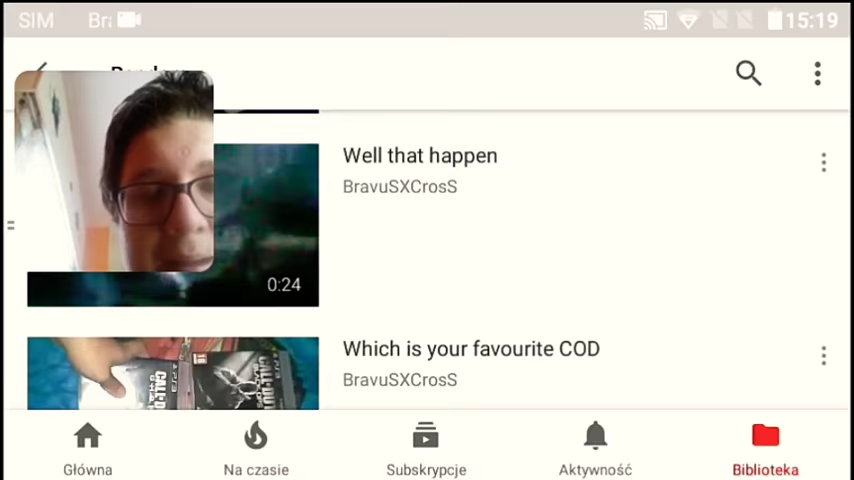 SIM 15:19
Well that happen
BravuSXCrosS
0:24
Which is your favourite COD
BravuSXCrosS
Główna Na czasie Subskrypcje Aktywność Biblioteka